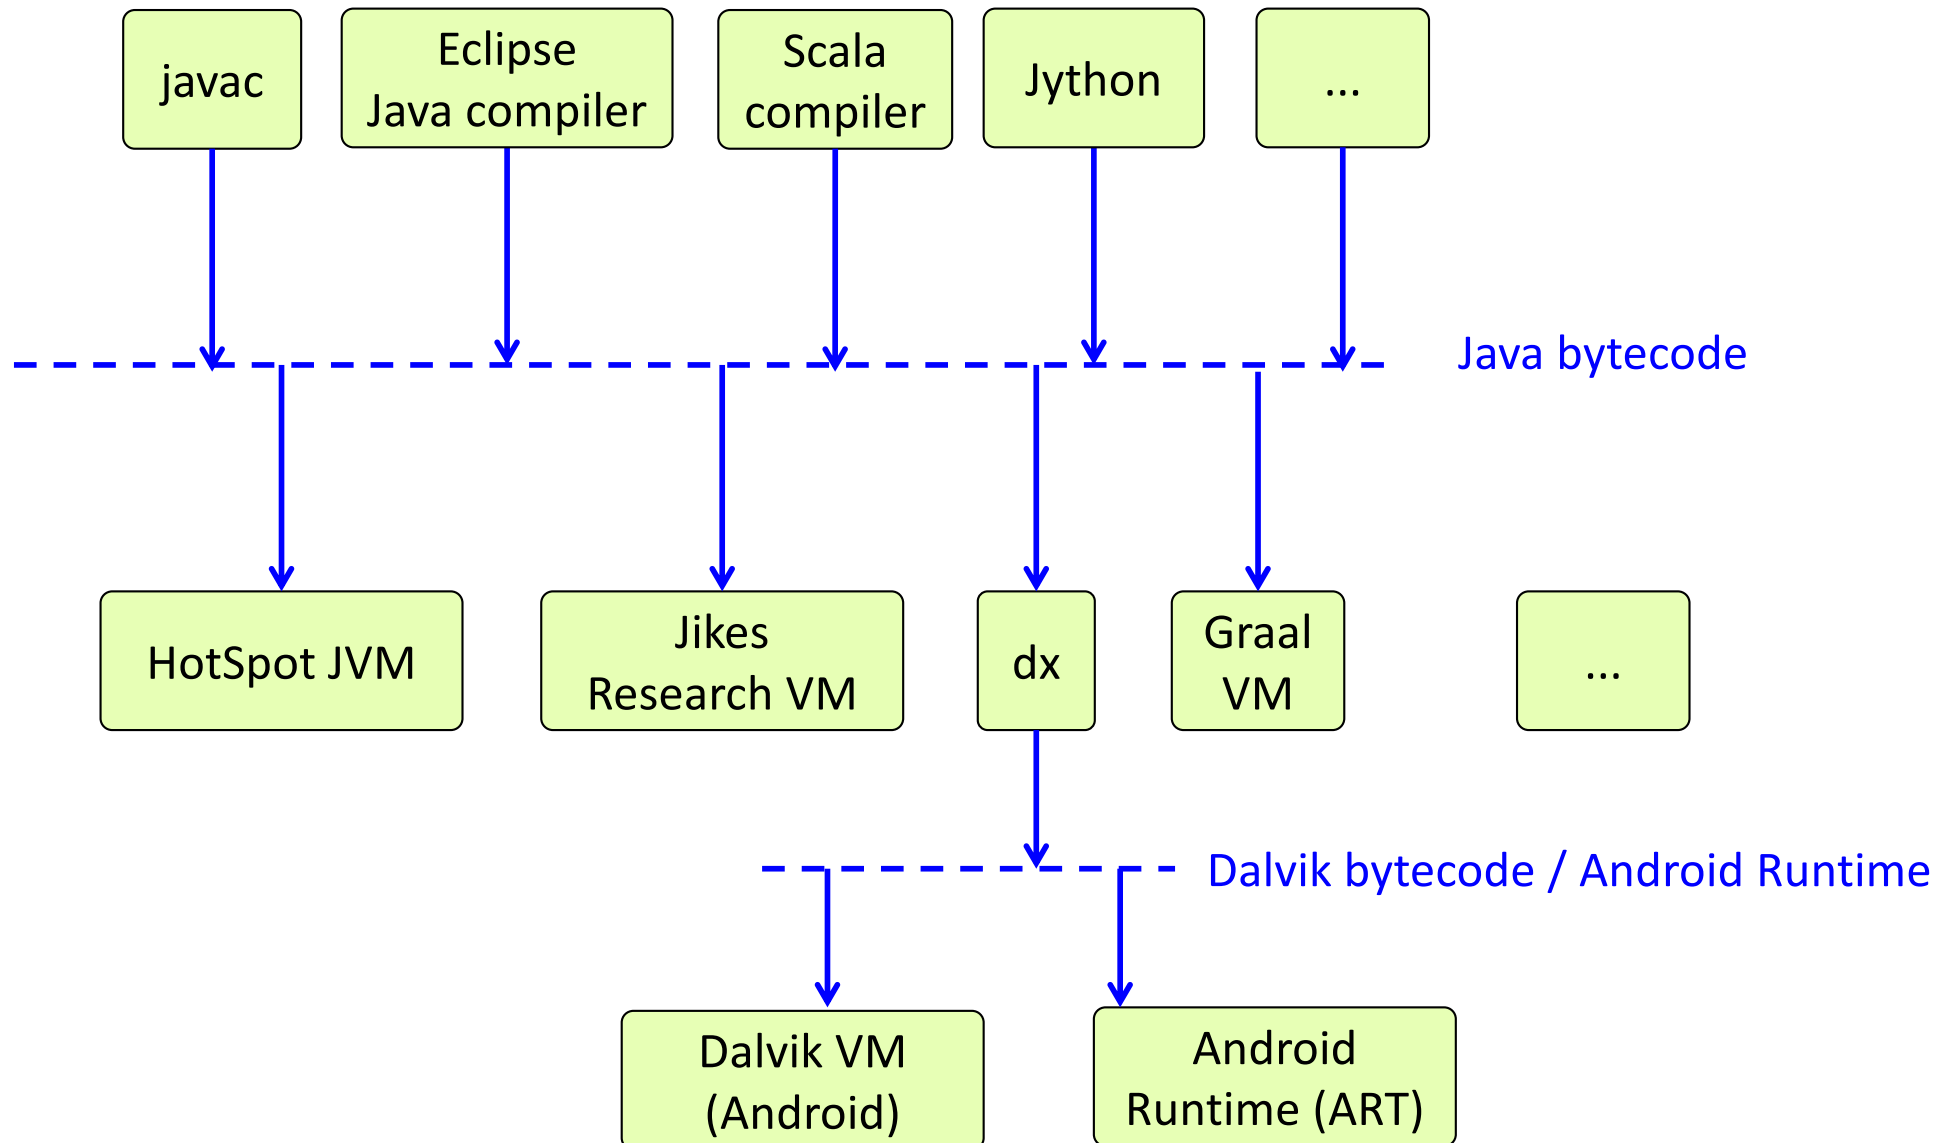 javac
Eclipse
Java compiler
Scala
compiler
Jython
...
Java bytecode
HotSpot JVM
Jikes
Research VM
dx
Graal
VM
...
Dalvik bytecode / Android Runtime
Dalvik VM
(Android)
Android
Runtime (ART)